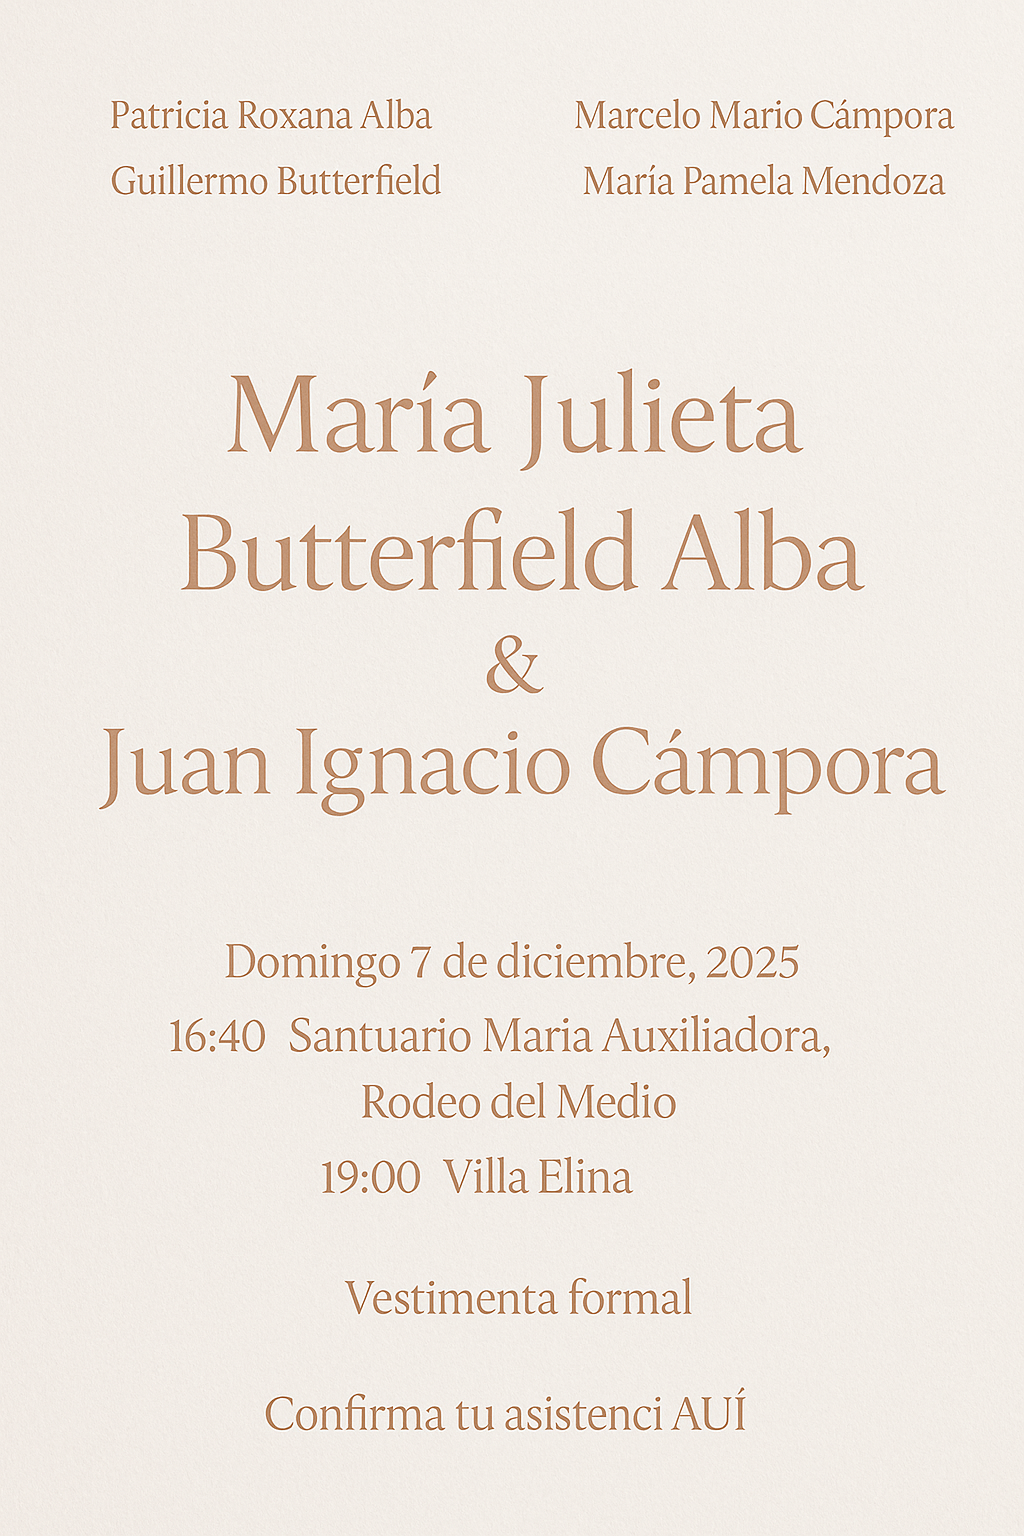 Patricia Roxana Alba
Guillermo Butterfield
Marcelo Mario Cámpora
María Pamela Mendoza
María Julieta
Butterfield Alba
&
Juan Ignacio Cámpora
Domingo 7 de diciembre, 2025
16:40 Santuario Maria Auxiliadora,
Rodeo del Medio
19:00 Villa Elina
Vestimenta formal
Confirma tu asistenci AUÍ